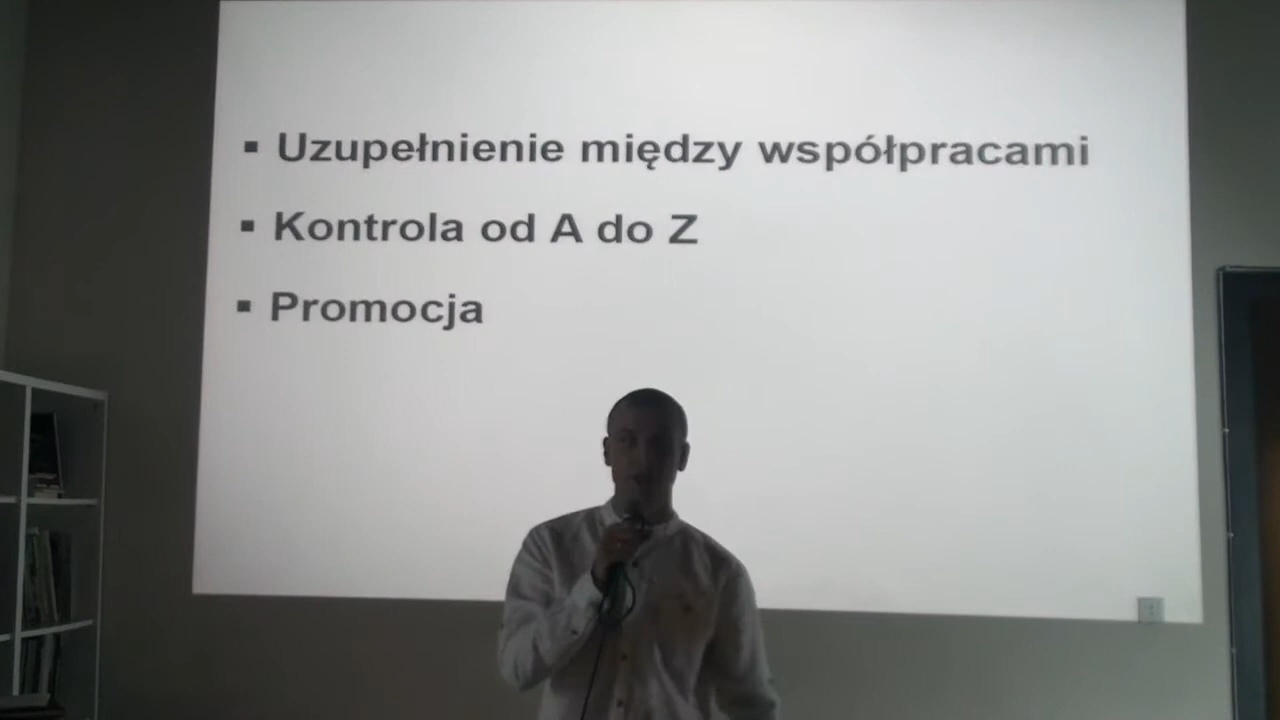 ▪ Uzupełnienie między współpracami
▪ Kontrola od A do Z
▪ Promocja